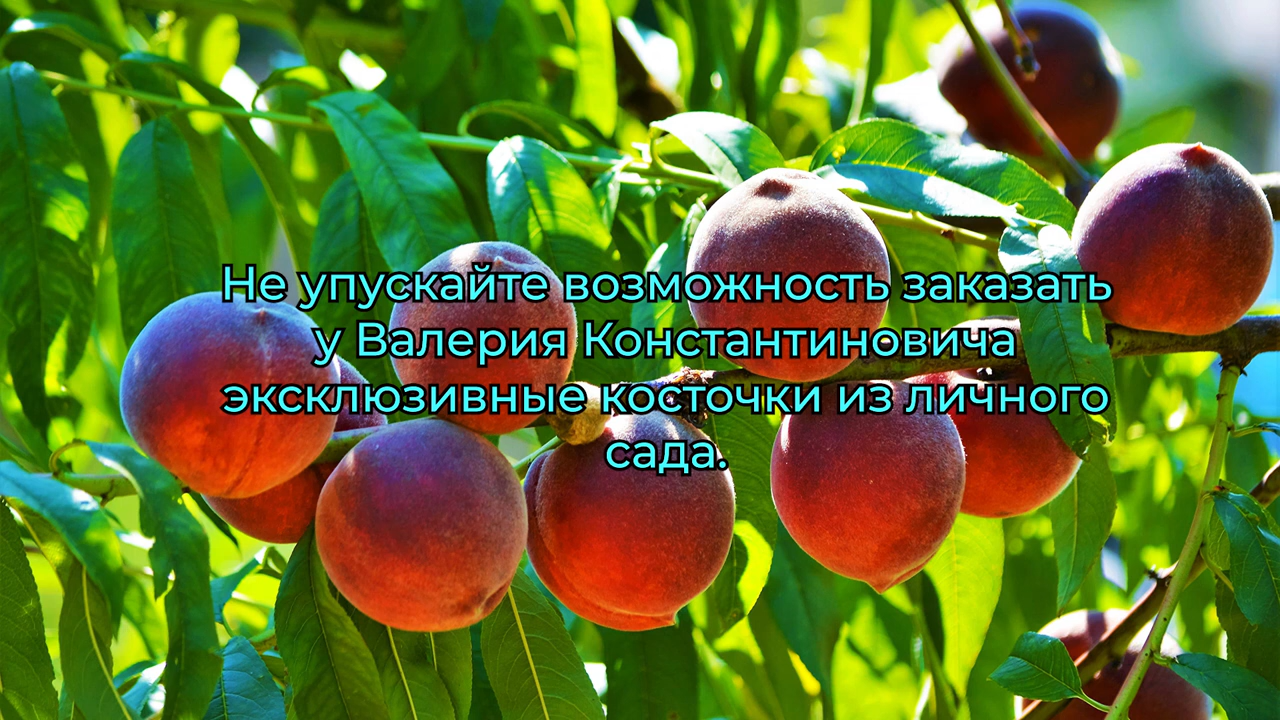 Не упускайте возможность заказать
у Валерия Константиновича
эксклюзивные косточки из личного
сада.